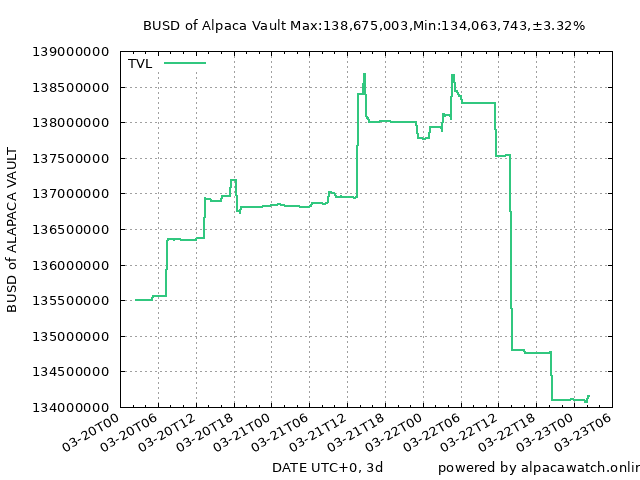 BUSD of Alpaca Vault Max:138,675,003,Min:134,063,743,±3.32%
TVL
139000000
138500000
138000000
137500000
137000000
136500000
136000000
135500000
135000000
134500000
134000000
BUSD of ALAPACA VAULT
03-20T00
03-20T06
03-20T12
03-20T18
03-21T00
03-21T06
03-21T12
03-21T18
03-22T00
03-22T06
03-22T12
03-22T18
03-23T00
03-23T06
DATE UTC+0, 3d
powered by alpacawatch.onlin